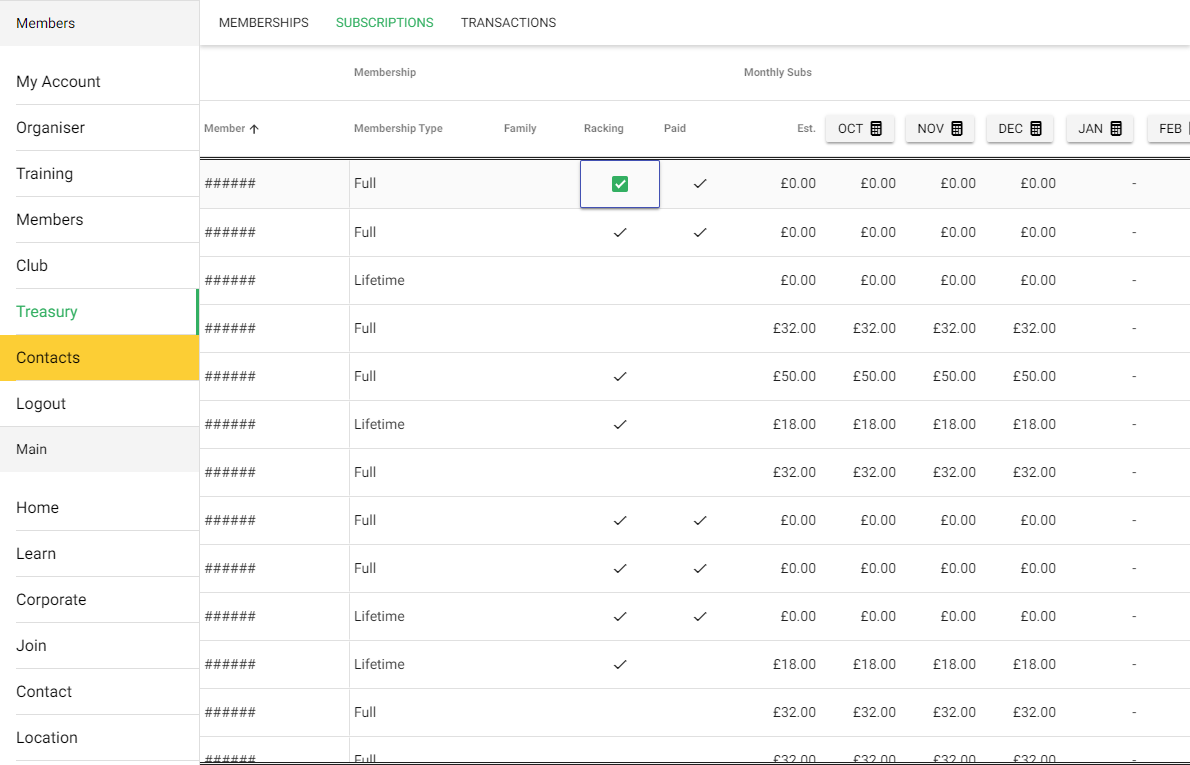 Members
My Account
Organiser
Training
Members
Club
Treasury
Contacts
Logout
Main
Home
Learn
Corporate
Join
Contact
Location
MEMBERSHIPS SUBSCRIPTIONS TRANSACTIONS
Membership Monthly Subs
Member Membership Type Family Racking Paid Est. OCT NOV DEC JAN FEB
###### Full £0.00 £0.00 £0.00 £0.00 -
###### Full £0.00 £0.00 £0.00 £0.00 -
###### Lifetime £0.00 £0.00 £0.00 £0.00 -
###### Full £32.00 £32.00 £32.00 £32.00 -
###### Full £50.00 £50.00 £50.00 £50.00 -
###### Lifetime £18.00 £18.00 £18.00 £18.00 -
###### Full £32.00 £32.00 £32.00 £32.00 -
###### Full £0.00 £0.00 £0.00 £0.00 -
###### Full £0.00 £0.00 £0.00 £0.00 -
###### Lifetime £0.00 £0.00 £0.00 £0.00 -
###### Lifetime £18.00 £18.00 £18.00 £18.00 -
###### Full £32.00 £32.00 £32.00 £32.00 -
###### Full £32.00 £32.00 £32.00 £32.00 -